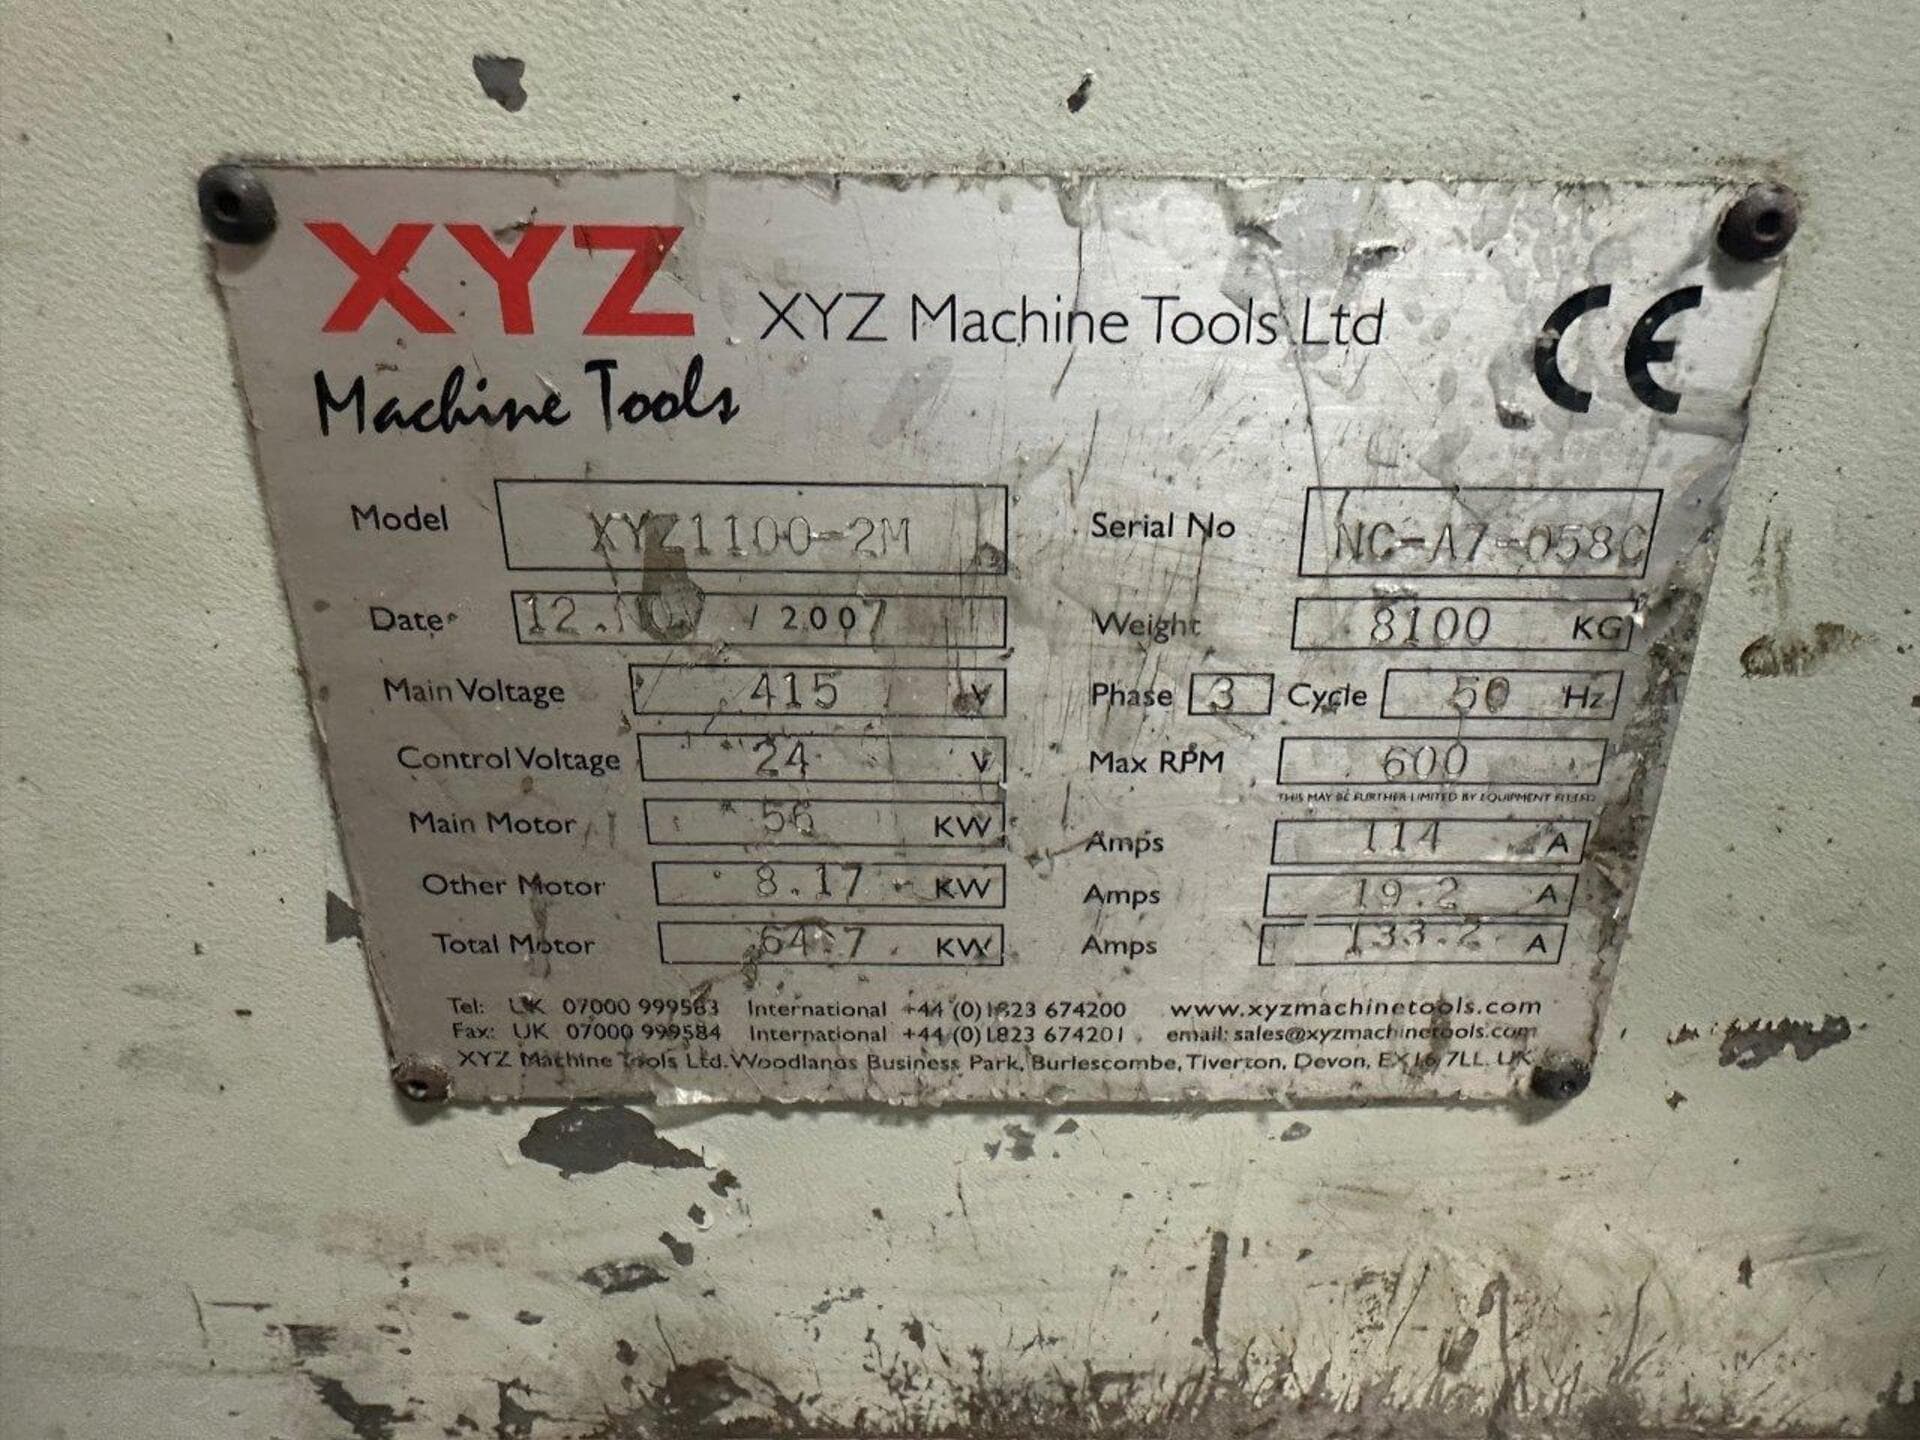 XYZ XYZ Machine Tools Ltd CE
Machine Tools
Model XYZ1100-2M Serial No NC-A7-058C
Date 12.NOV / 2007 Weight 8100 KG
Main Voltage 415 V Phase 3 Cycle 50 Hz
Control Voltage 24 V Max RPM 600
THIS MAY BE FURTHER LIMITED BY EQUIPMENT FITTED
Main Motor 56 KW Amps 114 A
Other Motor 8.17 KW Amps 19.2 A
Total Motor 64.7 KW Amps 133.2 A
Tel: UK 07000 999583 International +44 (0)1823 674200 www.xyzmachinetools.com
Fax: UK 07000 999584 International +44 (0)1823 674201 email: sales@xyzmachinetools.com
XYZ Machine Tools Ltd. Woodlands Business Park, Burlescombe, Tiverton, Devon, EX16 7LL. UK